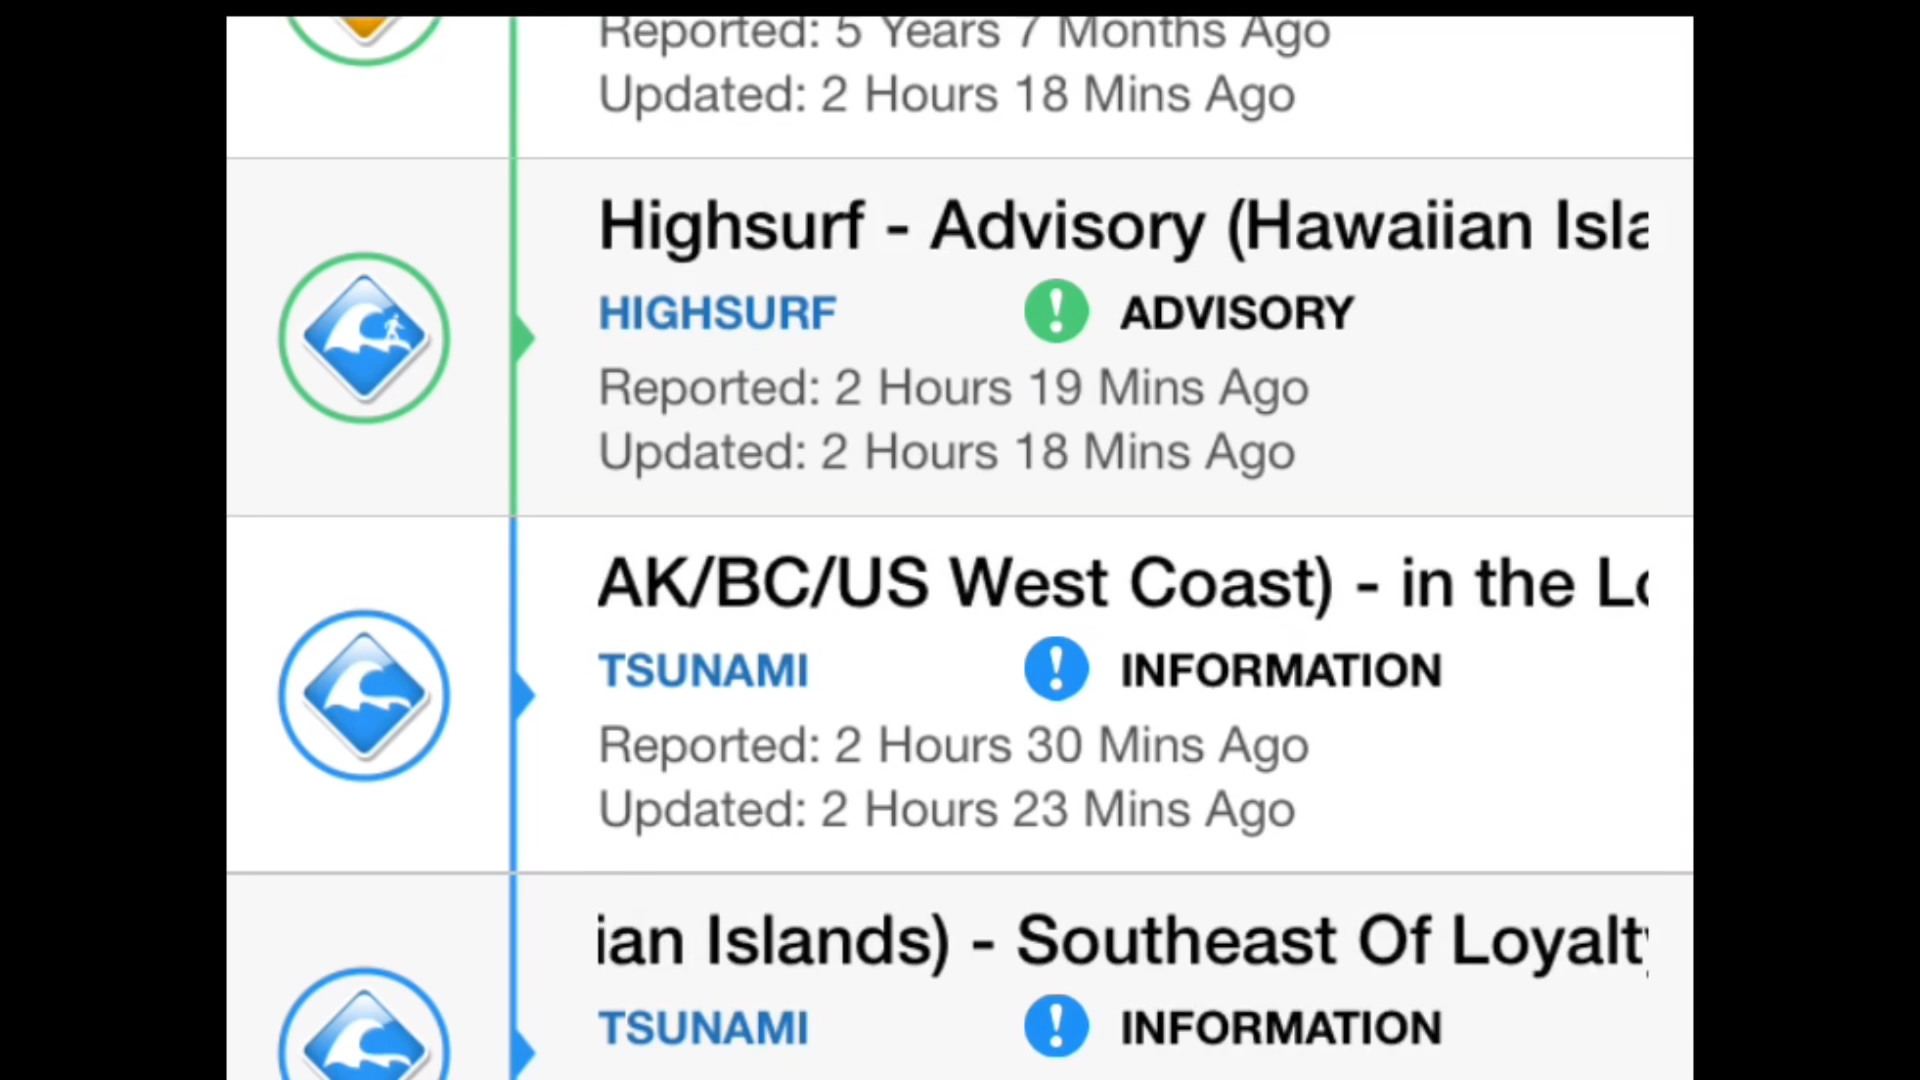 Reported: 5 Years 7 Months Ago
Updated: 2 Hours 18 Mins Ago
Highsurf - Advisory (Hawaiian Isla
HIGHSURF ADVISORY
Reported: 2 Hours 19 Mins Ago
Updated: 2 Hours 18 Mins Ago
AK/BC/US West Coast) - in the Lo
TSUNAMI INFORMATION
Reported: 2 Hours 30 Mins Ago
Updated: 2 Hours 23 Mins Ago
ian Islands) - Southeast Of Loyalty
TSUNAMI INFORMATION